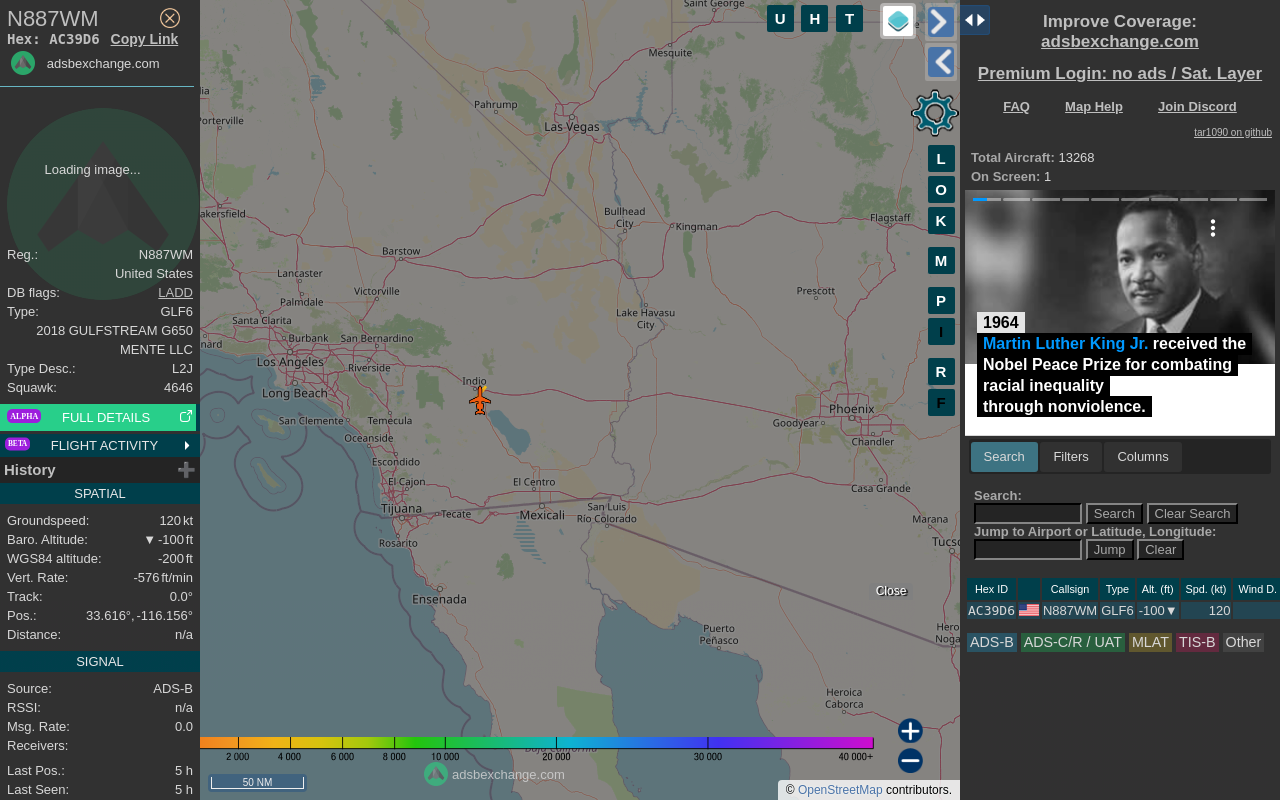 N887WM
Hex: AC39D6 Copy Link
adsbexchange.com
Loading image...
Reg.: N887WM
United States
DB flags: LADD
Type: GLF6
2018 GULFSTREAM G650
MENTE LLC
Type Desc.: L2J
Squawk: 4646
ALPHA FULL DETAILS
BETA FLIGHT ACTIVITY
History
SPATIAL
Groundspeed: 120 kt
Baro. Altitude: ▼ -100 ft
WGS84 altitude: -200 ft
Vert. Rate: -576 ft/min
Track: 0.0°
Pos.: 33.616°, -116.156°
Distance: n/a
SIGNAL
Source: ADS-B
RSSI: n/a
Msg. Rate: 0.0
Receivers:
Last Pos.: 5 h
Last Seen: 5 h
Saint George
U H T
Mesquite
Pahrump
Las Vegas
Porterville
Bullhead
City
Kingman
Flagstaff
akersfield
Barstow
Lancaster
Victorville
Palmdale
Prescott
Santa Clarita
Lake Havasu
City
nard
Burbank
San Bernardino
Los Angeles
Riverside
Indio
Long Beach
Phoenix
San Clemente
Temecula
Goodyear
Oceanside
Chandler
Escondido
El Cajon
El Centro
Casa Grande
Tijuana
Tecate
Mexicali
San Luis
Río Colorado
Marana
Rosarito
Tucso
Ensenada
Close
Puerto
Peñasco
Hero
Noga
Heroica
Caborca
Baja California
L
O
K
M
P
I
R
F
2 000 4 000 6 000 8 000 10 000 20 000 30 000 40 000+
adsbexchange.com
50 NM
© OpenStreetMap contributors.
Improve Coverage:
adsbexchange.com
Premium Login: no ads / Sat. Layer
FAQ Map Help Join Discord
tar1090 on github
Total Aircraft: 13268
On Screen: 1
1964
Martin Luther King Jr. received the
Nobel Peace Prize for combating
racial inequality
through nonviolence.
Search Filters Columns
Search:
Search Clear Search
Jump to Airport or Latitude, Longitude:
Jump Clear
Hex ID Callsign Type Alt. (ft) Spd. (kt) Wind D.
AC39D6 N887WM GLF6 -100▼ 120
ADS-B ADS-C/R / UAT MLAT TIS-B Other